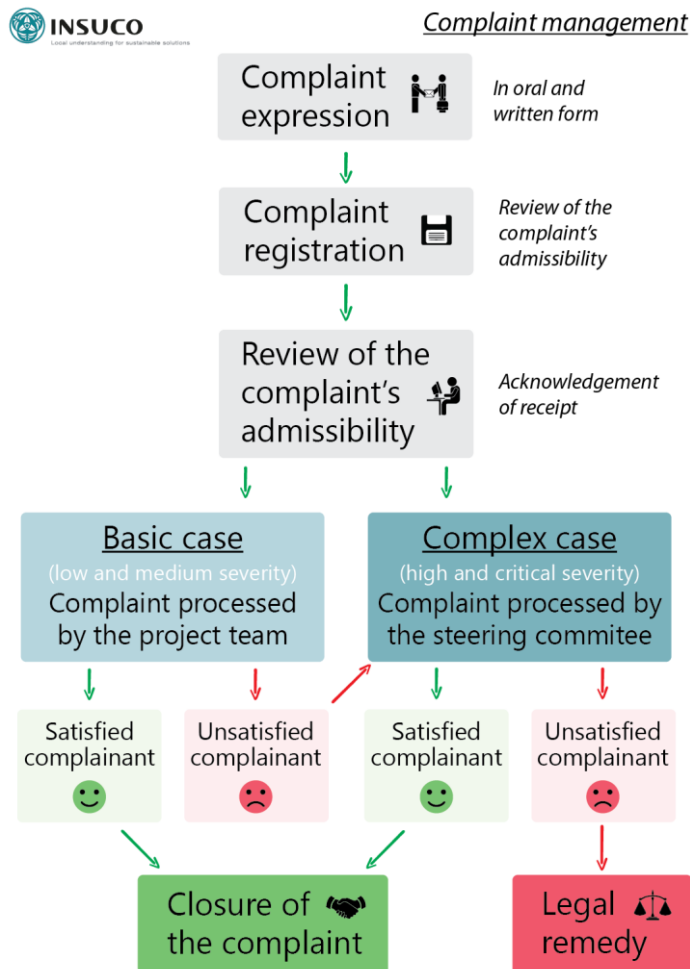 INSUCO
Local understanding for sustainable solutions
Complaint management
Complaint
expression
In oral and
written form
Complaint
registration
Review of the
complaint's
admissibility
Review of the
complaint's
admissibility
Acknowledgement
of receipt
Basic case
(low and medium severity)
Complaint processed
by the project team
Complex case
(high and critical severity)
Complaint processed by
the steering commitee
Satisfied
complainant
Unsatisfied
complainant
Satisfied
complainant
Unsatisfied
complainant
Closure of
the complaint
Legal
remedy